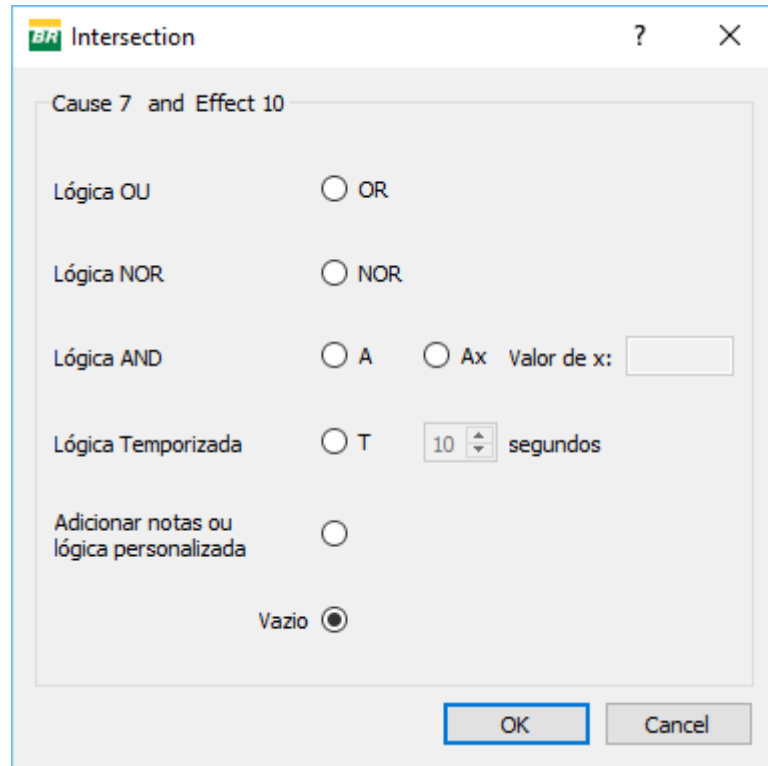 BR Intersection ?
Cause 7 and Effect 10
Lógica OU OR
Lógica NOR NOR
Lógica AND A Ax Valor de x:
Lógica Temporizada T 10 segundos
Adicionar notas ou
lógica personalizada
Vazio
OK Cancel